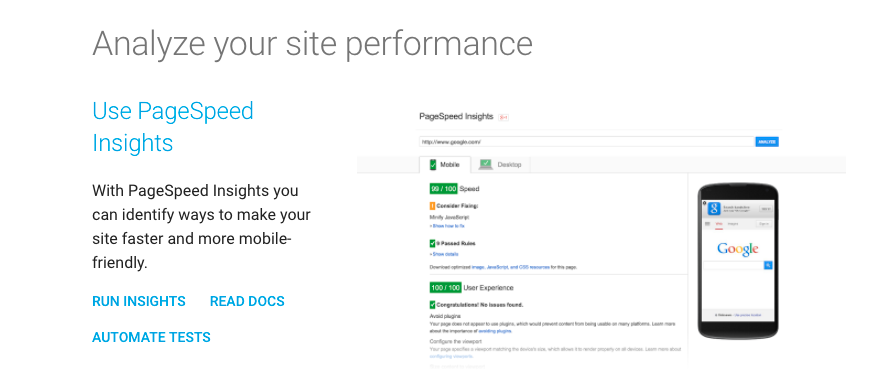 Analyze your site performance
Use PageSpeed
Insights
With PageSpeed Insights you
can identify ways to make your
site faster and more mobile-
friendly.
RUN INSIGHTS READ DOCS
AUTOMATE TESTS
PageSpeed Insights
http://www.google.com/ ANALYZE
Mobile Desktop
99 / 100 Speed
Consider Fixing:
Minify JavaScript
Show how to fix
9 Passed Rules
Show details
Download optimized image, JavaScript, and CSS resources for this page.
100 / 100 User Experience
Congratulations! No issues found.
Avoid plugins
Your page does not appear to use plugins, which would prevent content from being usable on many platforms. Learn more
about the importance of avoiding plugins.
Configure the viewport
Your page specifies a viewport matching the device's size, which allows it to render properly on all devices. Learn more about
configuring viewports.
Google